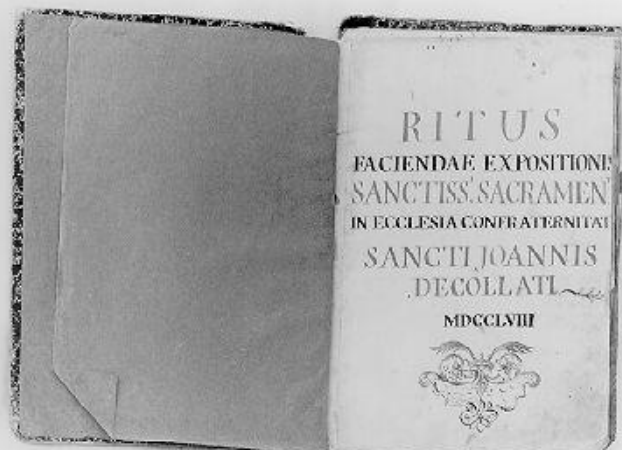 RITUS
FACIENDAE EXPOSITIONIS
SANCTISS. SACRAMEN
IN ECCLESIA CONFRATERNITAT
SANCTI JOANNIS
DECOLLATI
MDCCLVIII